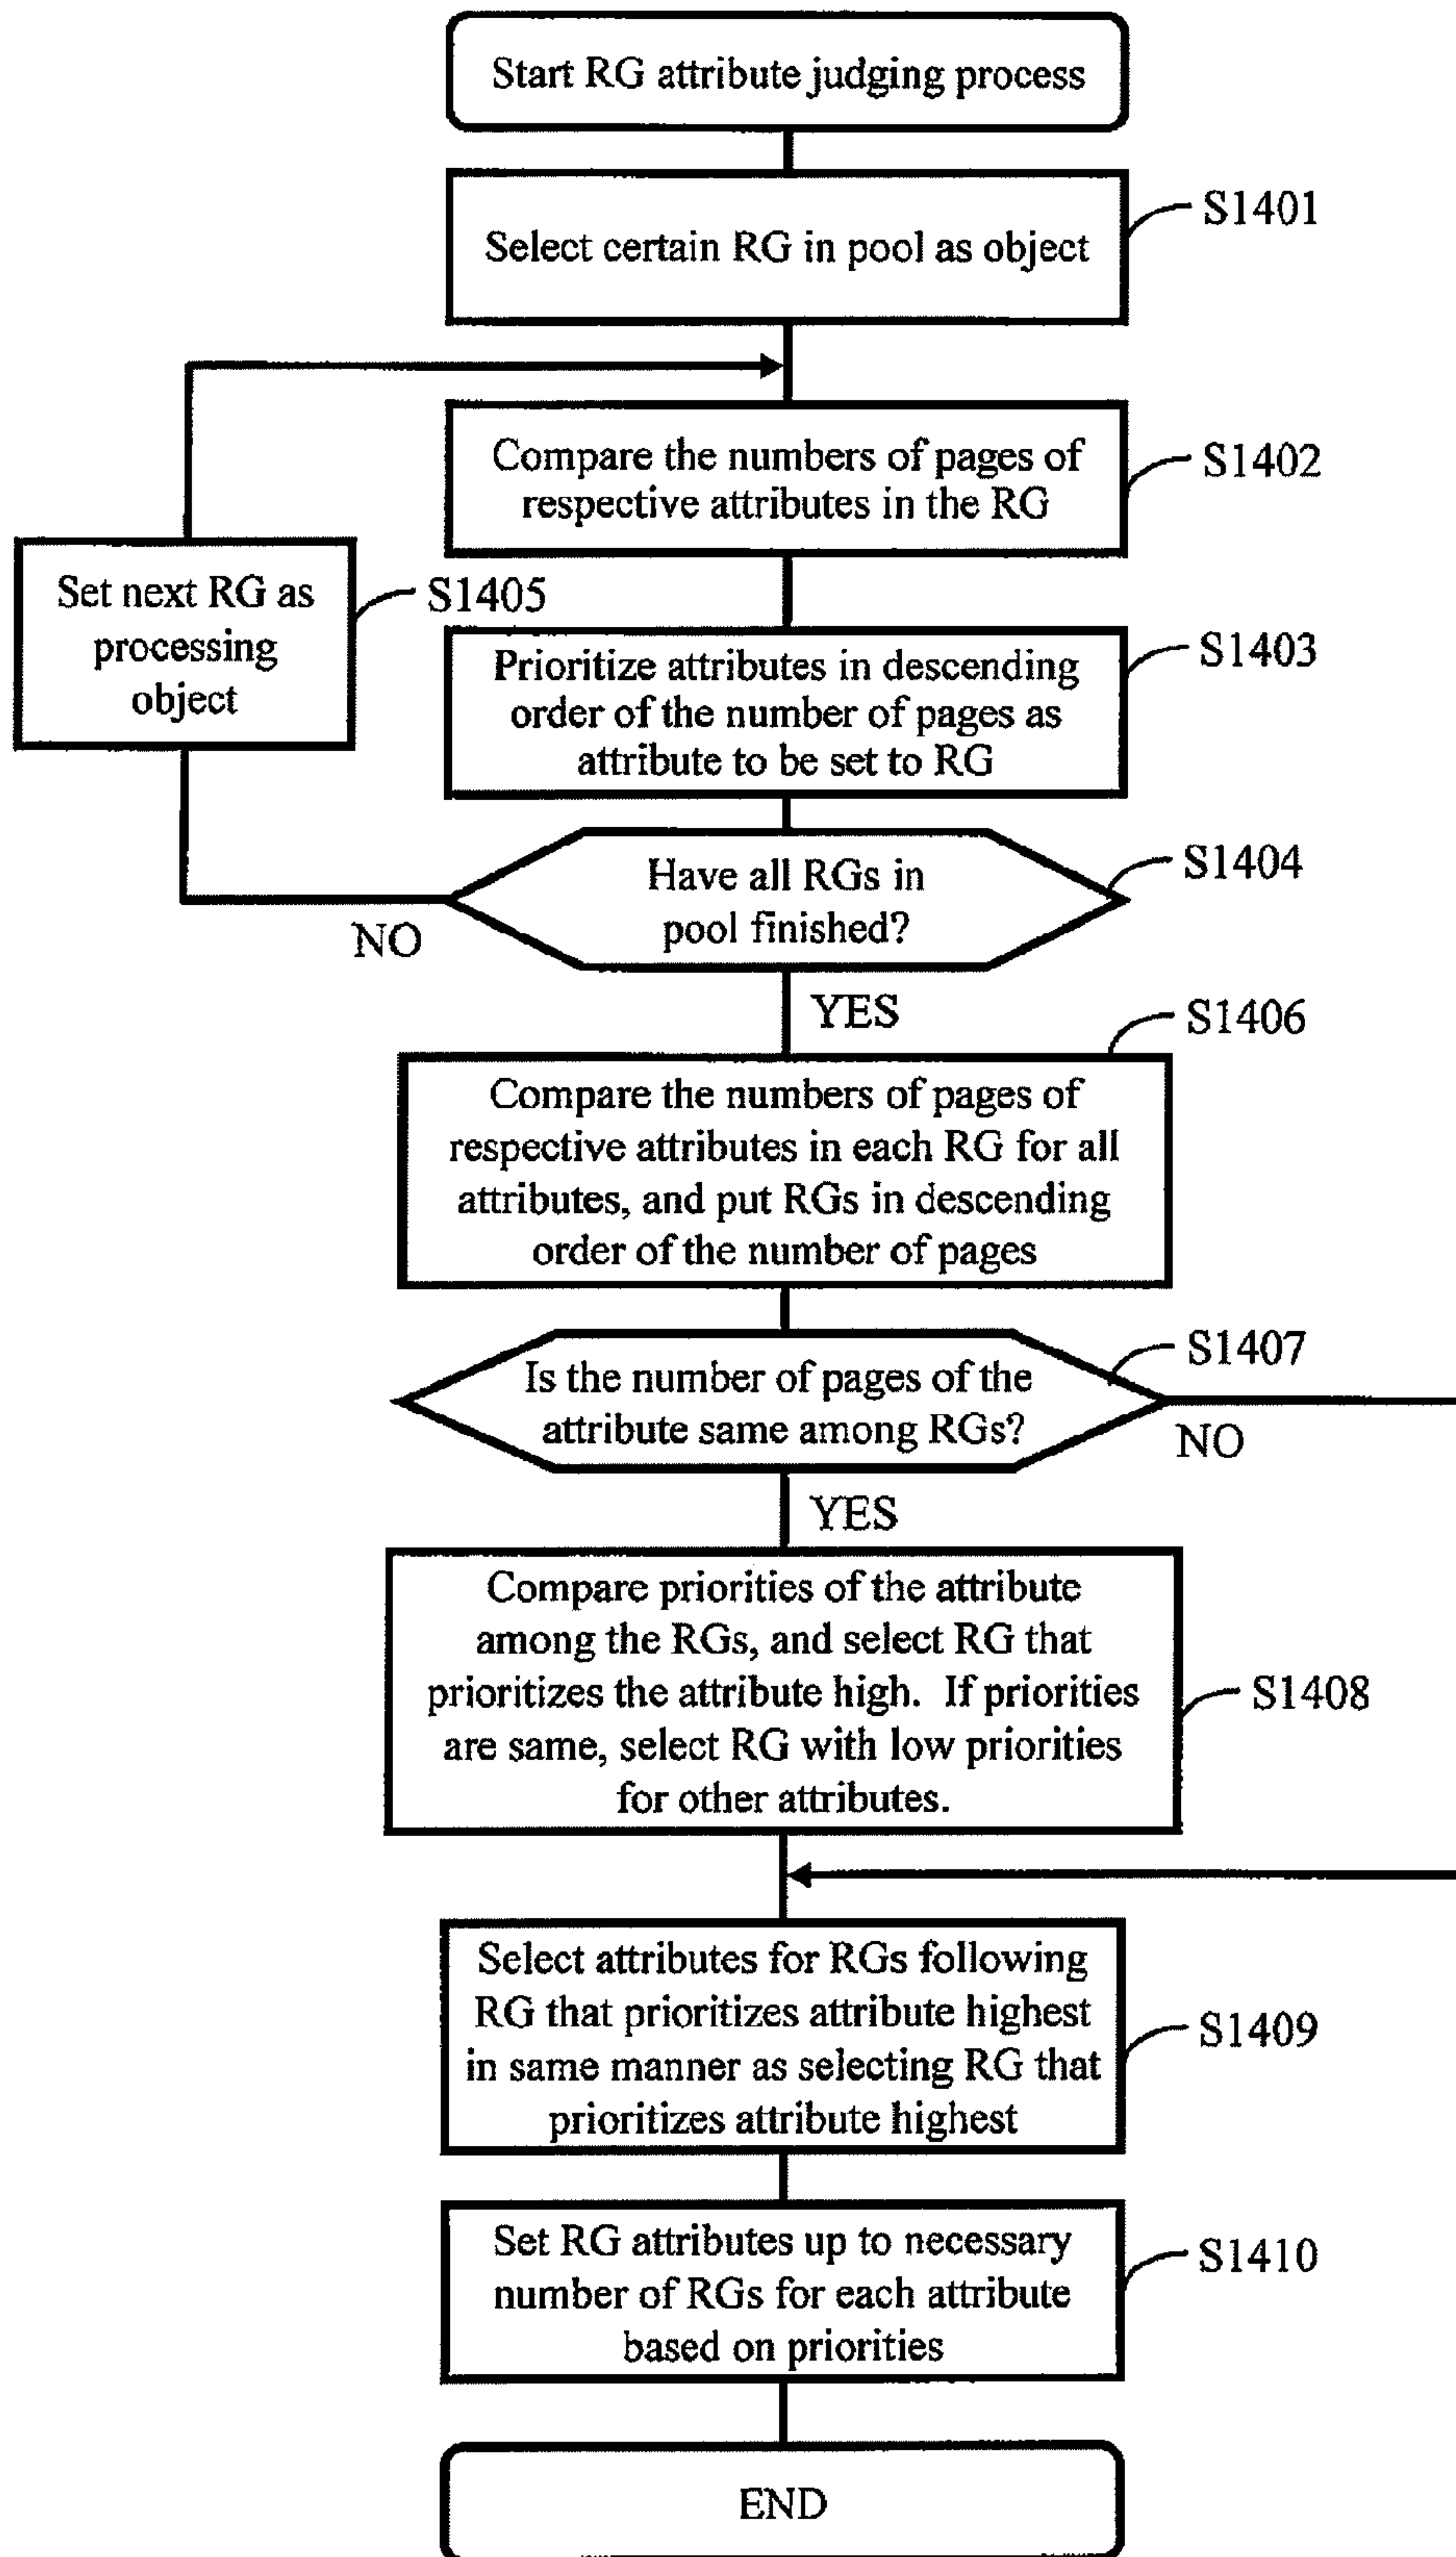 Start RG attribute judging process
S1401
Select certain RG in pool as object
Compare the numbers of pages of
respective attributes in the RG
S1402
Set next RG as
processing
object
S1405
Prioritize attributes in descending
order of the number of pages as
attribute to be set to RG
S1403
Have all RGs in
pool finished?
S1404
NO
YES
S1406
Compare the numbers of pages of
respective attributes in each RG for all
attributes, and put RGs in descending
order of the number of pages
S1407
Is the number of pages of the
attribute same among RGs?
NO
YES
Compare priorities of the attribute
among the RGs, and select RG that
prioritizes the attribute high. If priorities
are same, select RG with low priorities
for other attributes.
S1408
Select attributes for RGs following
RG that prioritizes attribute highest
in same manner as selecting RG that
prioritizes attribute highest
S1409
Set RG attributes up to necessary
number of RGs for each attribute
based on priorities
S1410
END